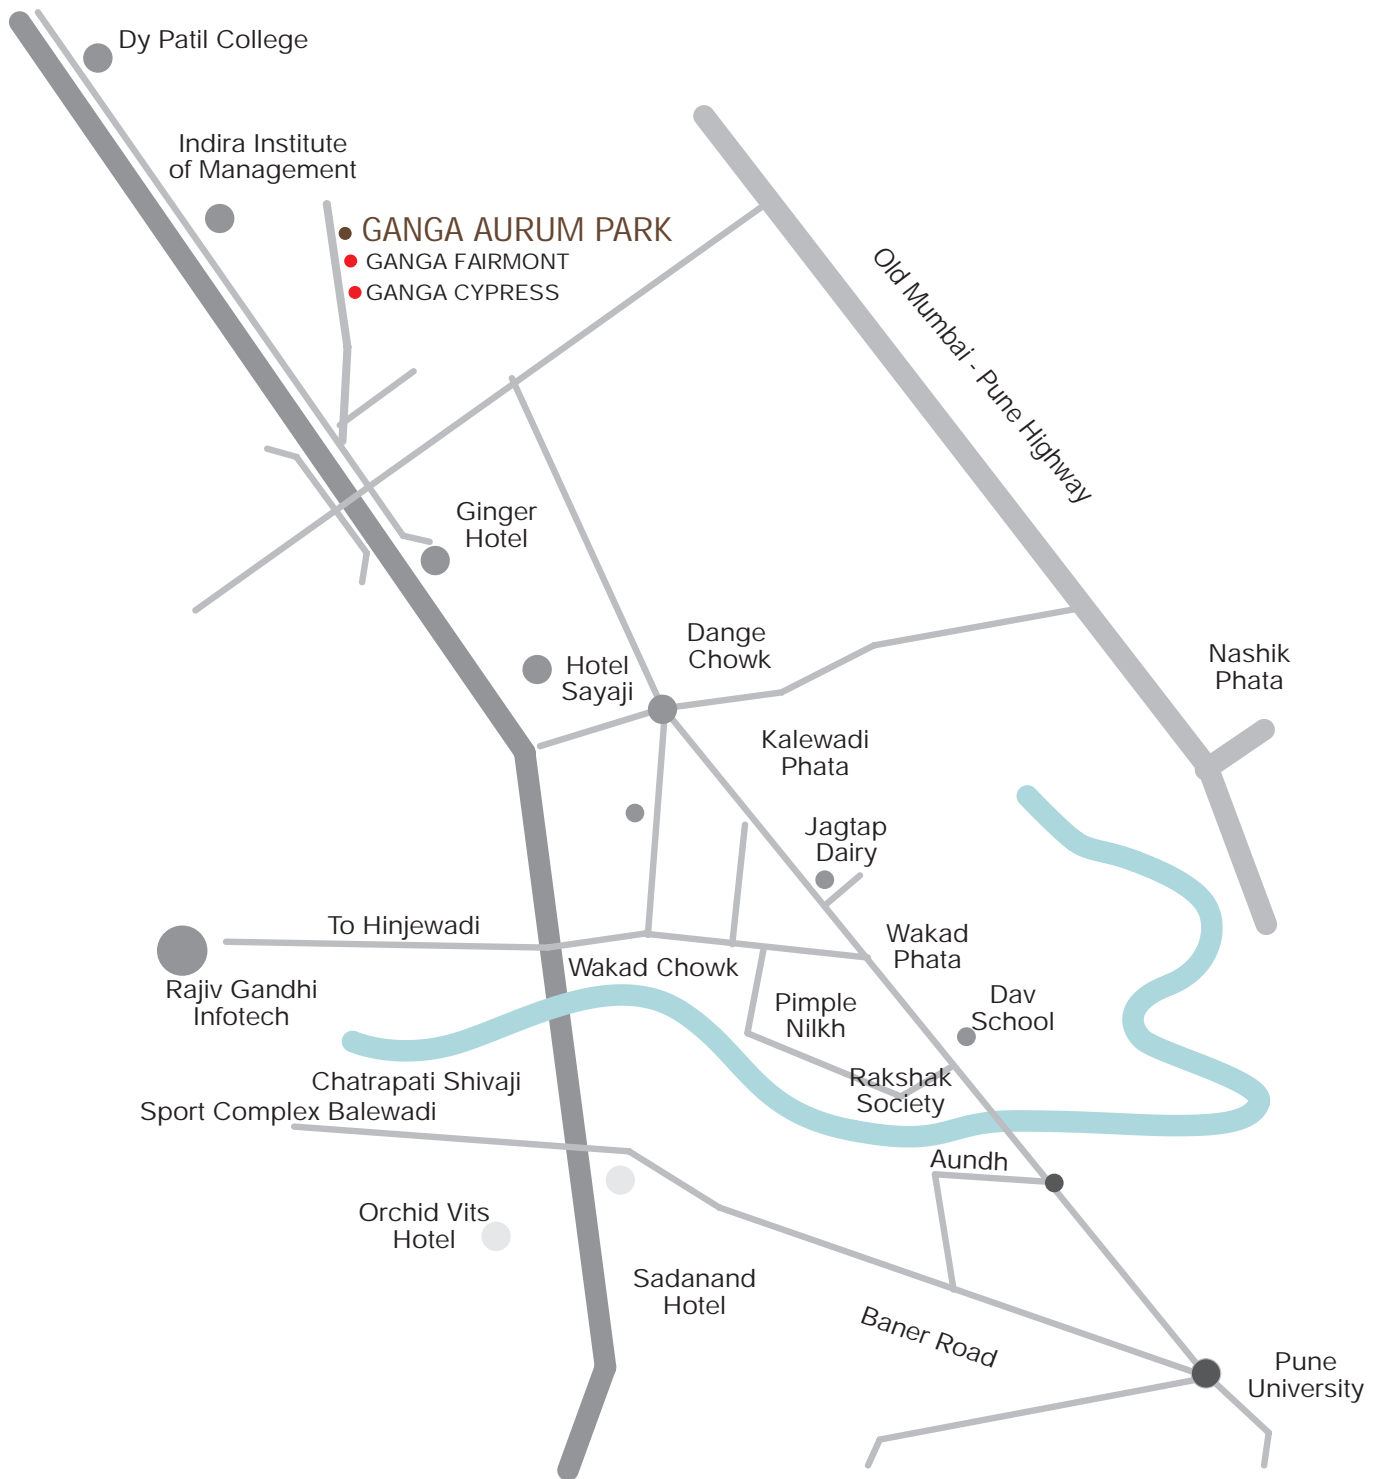 Dy Patil College
Indira Institute
of Management
GANGA AURUM PARK
GANGA FAIRMONT
GANGA CYPRESS
Old Mumbai - Pune Highway
Ginger
Hotel
Dange
Chowk
Hotel
Sayaji
Nashik
Phata
Kalewadi
Phata
Jagtap
Dairy
To Hinjewadi
Wakad
Phata
Wakad Chowk
Rajiv Gandhi
Infotech
Pimple
Nilkh
Dav
School
Chatrapati Shivaji
Sport Complex Balewadi
Rakshak
Society
Aundh
Orchid Vits
Hotel
Sadanand
Hotel
Baner Road
Pune
University